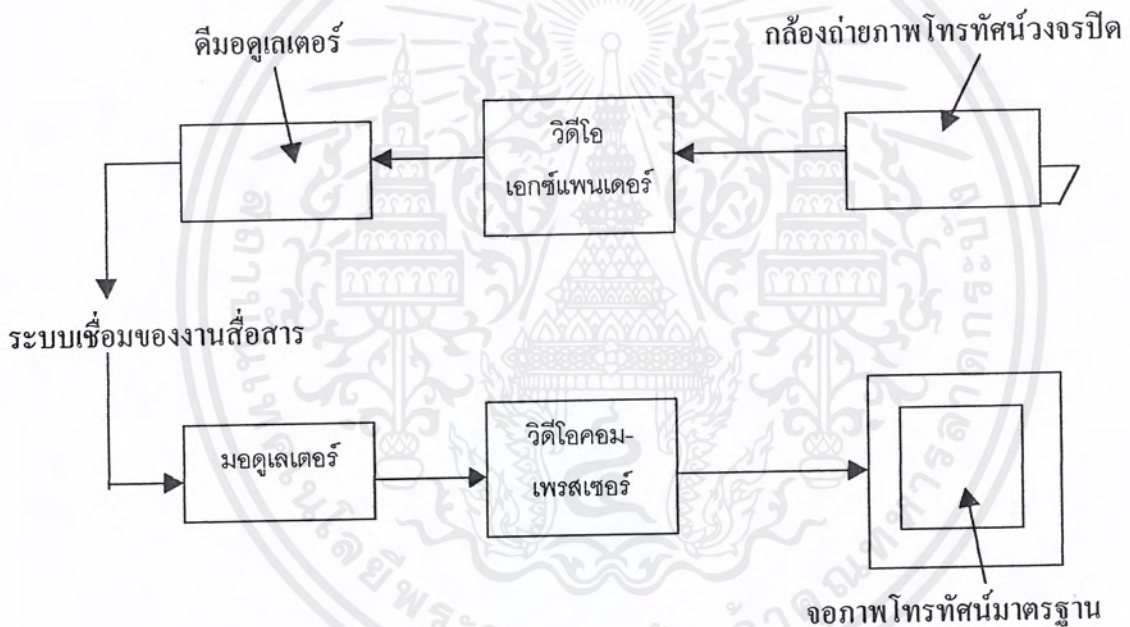 ดีมอดูเลเตอร์
กล้องถ่ายภาพโทรทัศน์วงจรปิด
วิดีโอ
เอกซ์แพนเดอร์
ระบบเชื่อมของงานสื่อสาร
มอดูเลเตอร์
วิดีโอคอม-
เพรสเซอร์
จอภาพโทรทัศน์มาตรฐาน